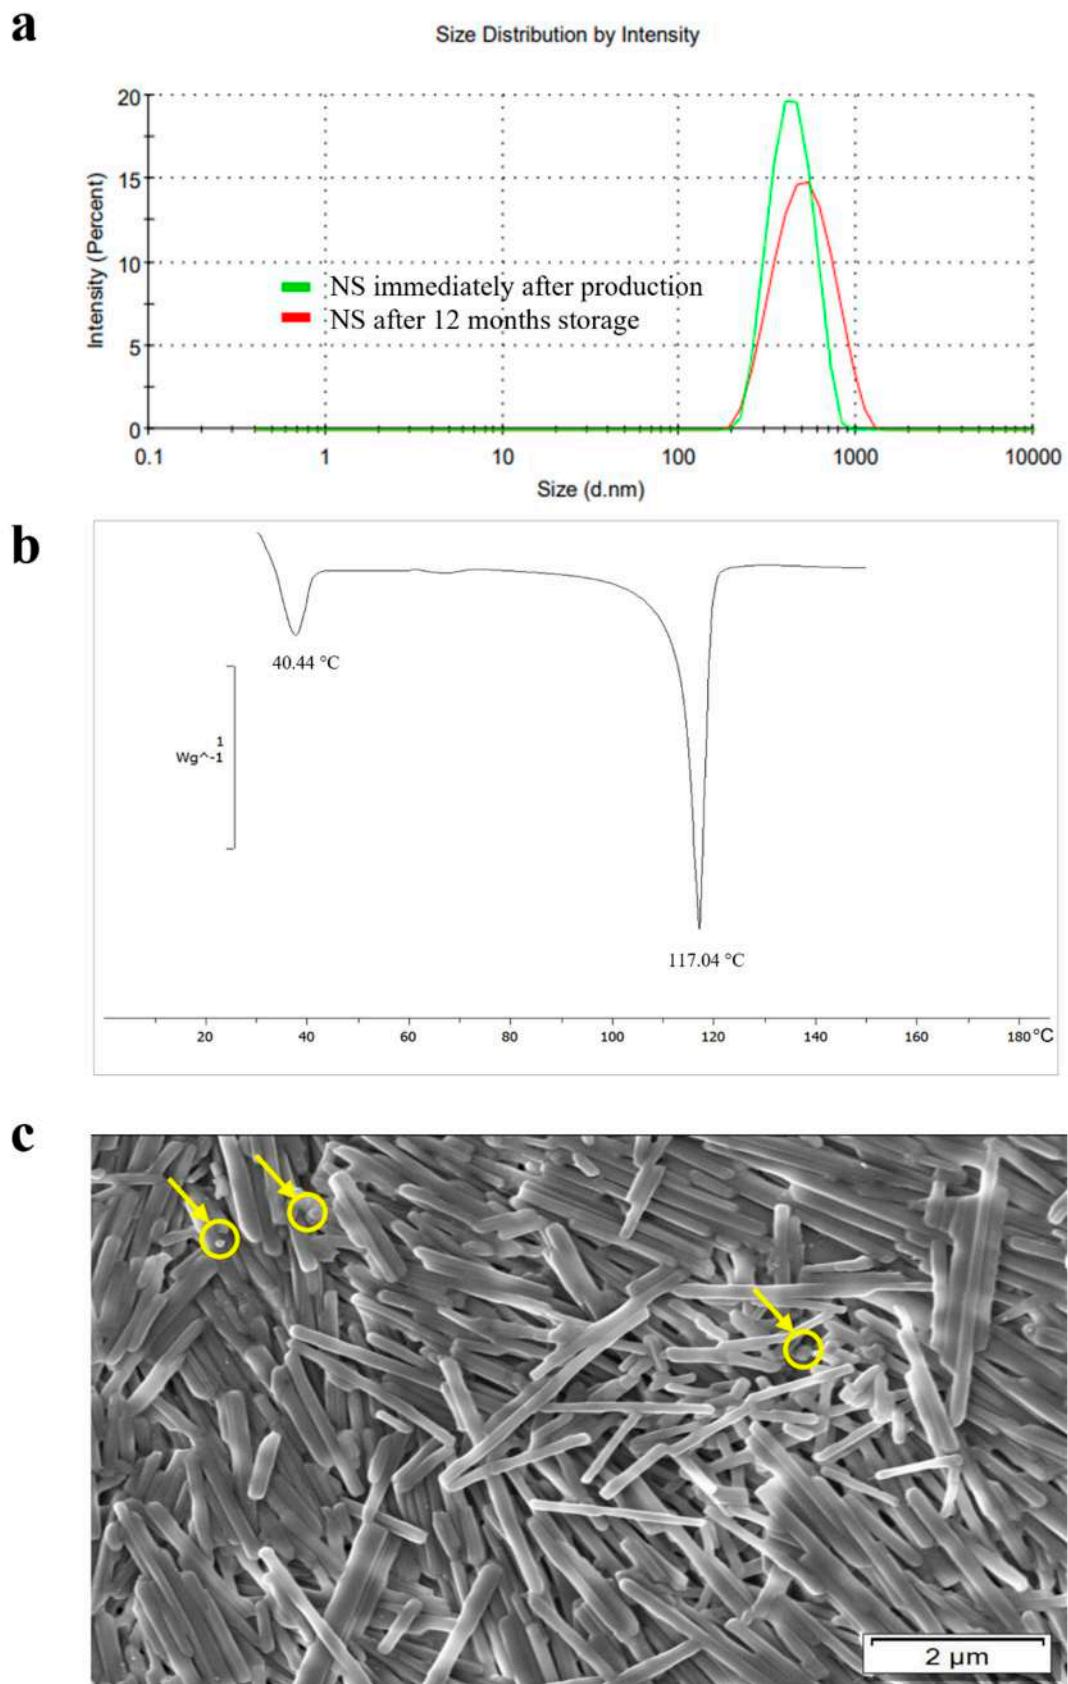 a
Size Distribution by Intensity
20
15
10
5
0
Intensity (Percent)
NS immediately after production
NS after 12 months storage
0.1 1 10 100 1000 10000
Size (d.nm)
b
40.44 °C
1
Wg^-1
117.04 °C
20 40 60 80 100 120 140 160 180 °C
c
2 µm